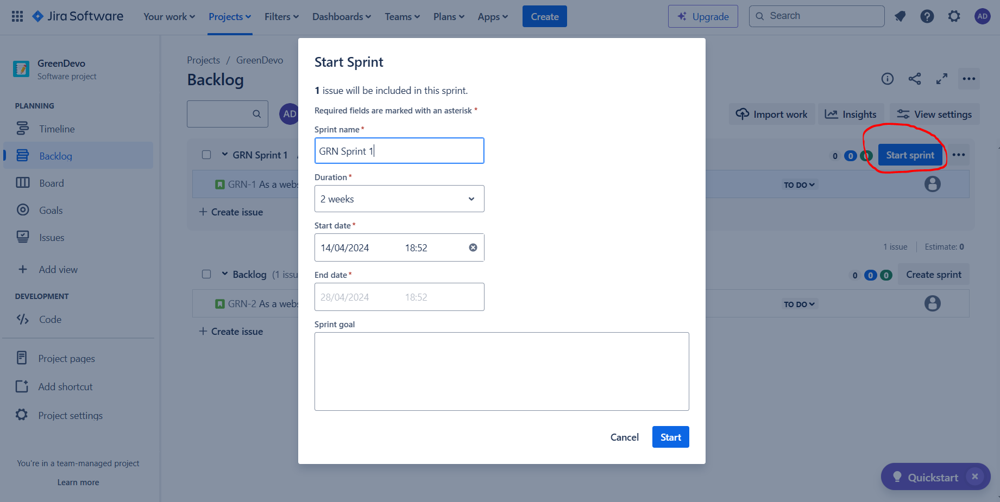 Jira Software Your work Projects Filters Dashboards Teams Plans Apps Create Upgrade Search AD
GreenDevo
Software project
PLANNING
Timeline
Backlog
Board
Goals
Issues
Add view
DEVELOPMENT
Code
Project pages
Add shortcut
Project settings
You're in a team-managed project
Learn more
Projects / GreenDevo
Backlog
AD
Import work Insights View settings
GRN Sprint 1 0 0 Start sprint
GRN-1 As a webs TO DO
+ Create issue
1 issue Estimate: 0
Backlog (1 issu 0 0 0 Create sprint
GRN-2 As a webs TO DO
+ Create issue
Start Sprint
1 issue will be included in this sprint.
Required fields are marked with an asterisk *
Sprint name *
GRN Sprint 1
Duration *
2 weeks
Start date *
14/04/2024 18:52
End date *
28/04/2024 18:52
Sprint goal
Cancel Start
Quickstart